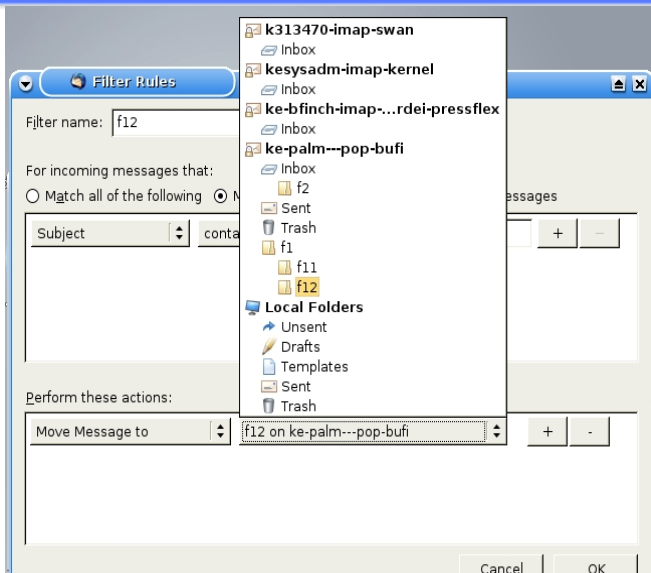 Filter Rules
Filter name: f12
For incoming messages that:
Match all of the following
essages
Subject
+ -
k313470-imap-swan
Inbox
kesysadm-imap-kernel
Inbox
ke-bfinch-imap-...rdei-pressflex
Inbox
ke-palm---pop-bufi
Inbox
f2
Sent
Trash
f1
f11
f12
Local Folders
Unsent
Drafts
Templates
Sent
Trash
Perform these actions:
Move Message to f12 on ke-palm---pop-bufi + -
Cancel OK